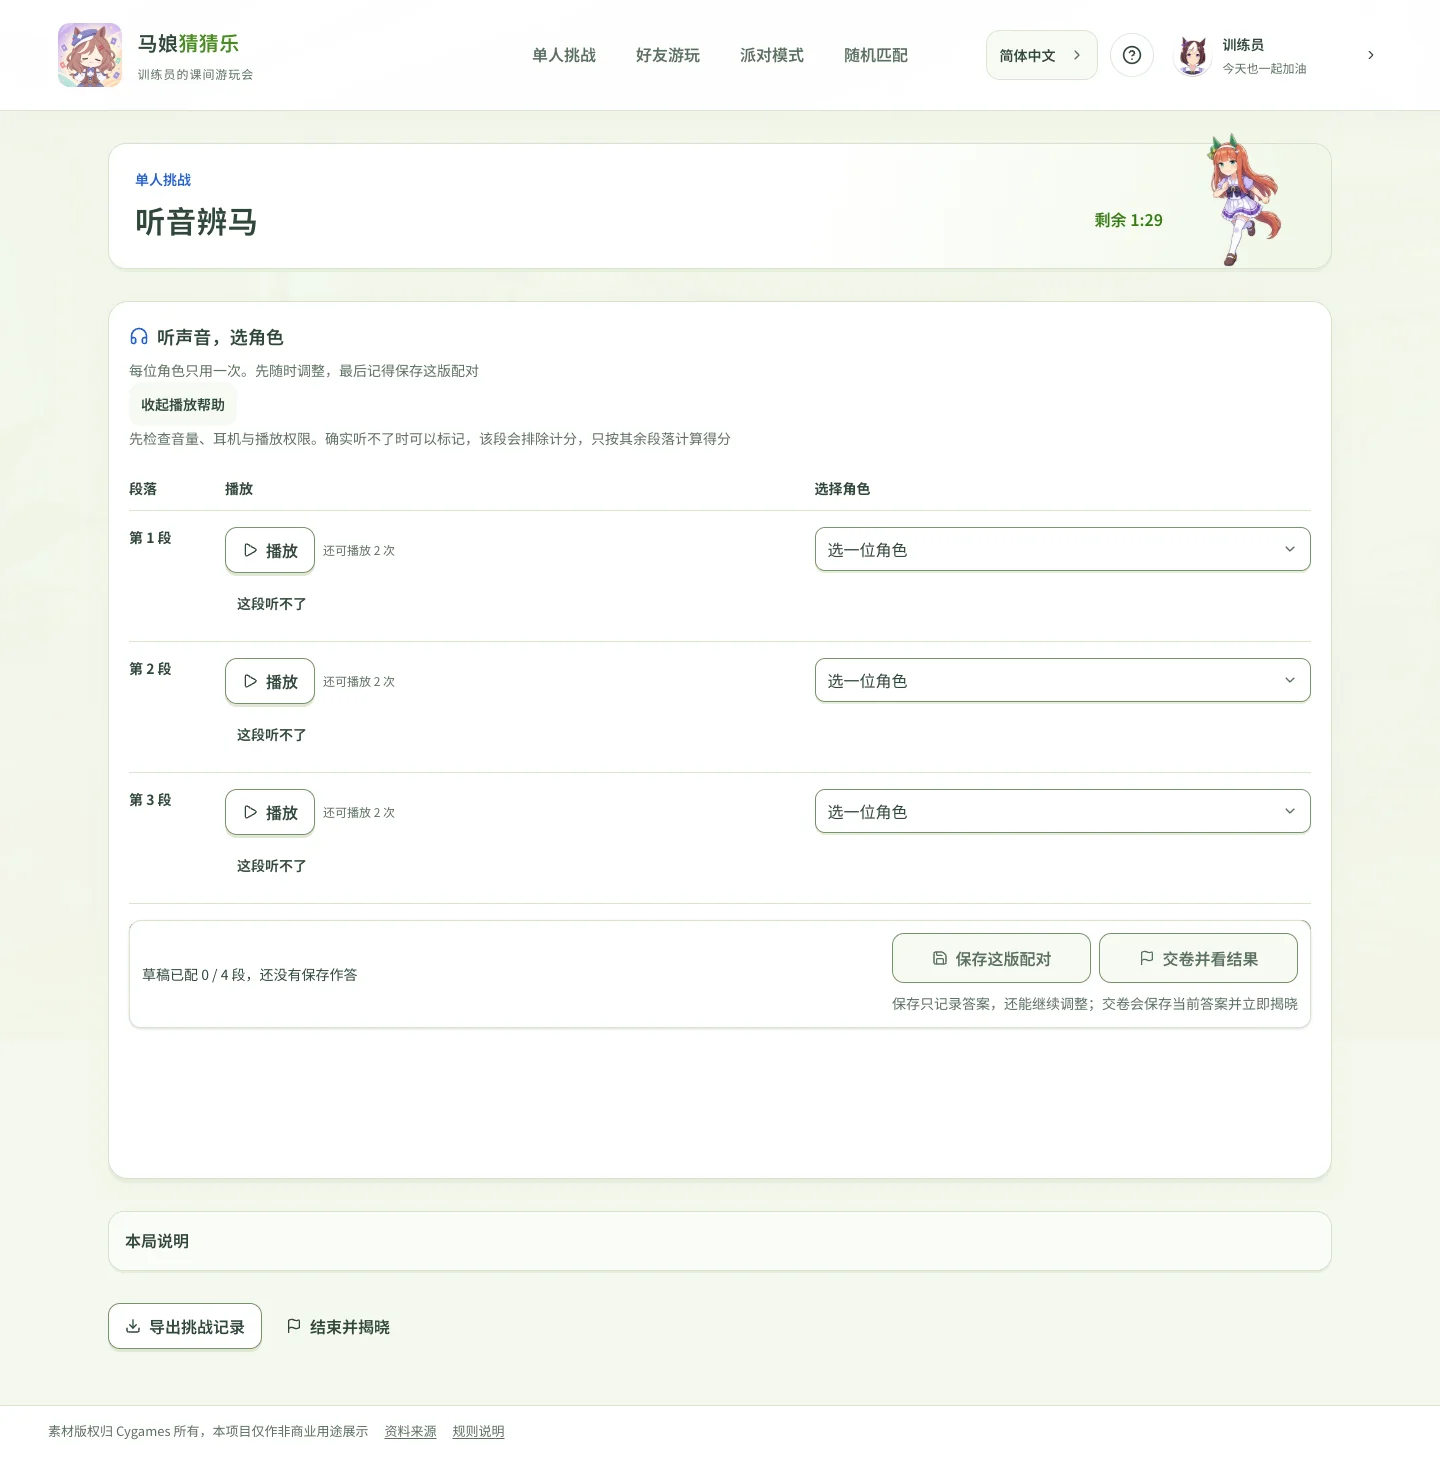 马娘猜猜乐
训练员的课间游玩会
单人挑战
好友游玩
派对模式
随机匹配
简体中文
训练员
今天也一起加油
单人挑战
听音辨马
剩余 1:29
听声音，选角色
每位角色只用一次。先随时调整，最后记得保存这版配对
收起播放帮助
先检查音量、耳机与播放权限。确实听不了时可以标记，该段会排除计分，只按其余段落计算得分
段落 播放 选择角色
第 1 段 播放 还可播放 2 次 选一位角色
这段听不了
第 2 段 播放 还可播放 2 次 选一位角色
这段听不了
第 3 段 播放 还可播放 2 次 选一位角色
这段听不了
草稿已配 0 / 4 段，还没有保存作答
保存这版配对
交卷并看结果
保存只记录答案，还能继续调整；交卷会保存当前答案并立即揭晓
本局说明
导出挑战记录
结束并揭晓
素材版权归 Cygames 所有，本项目仅作非商业用途展示 资料来源 规则说明